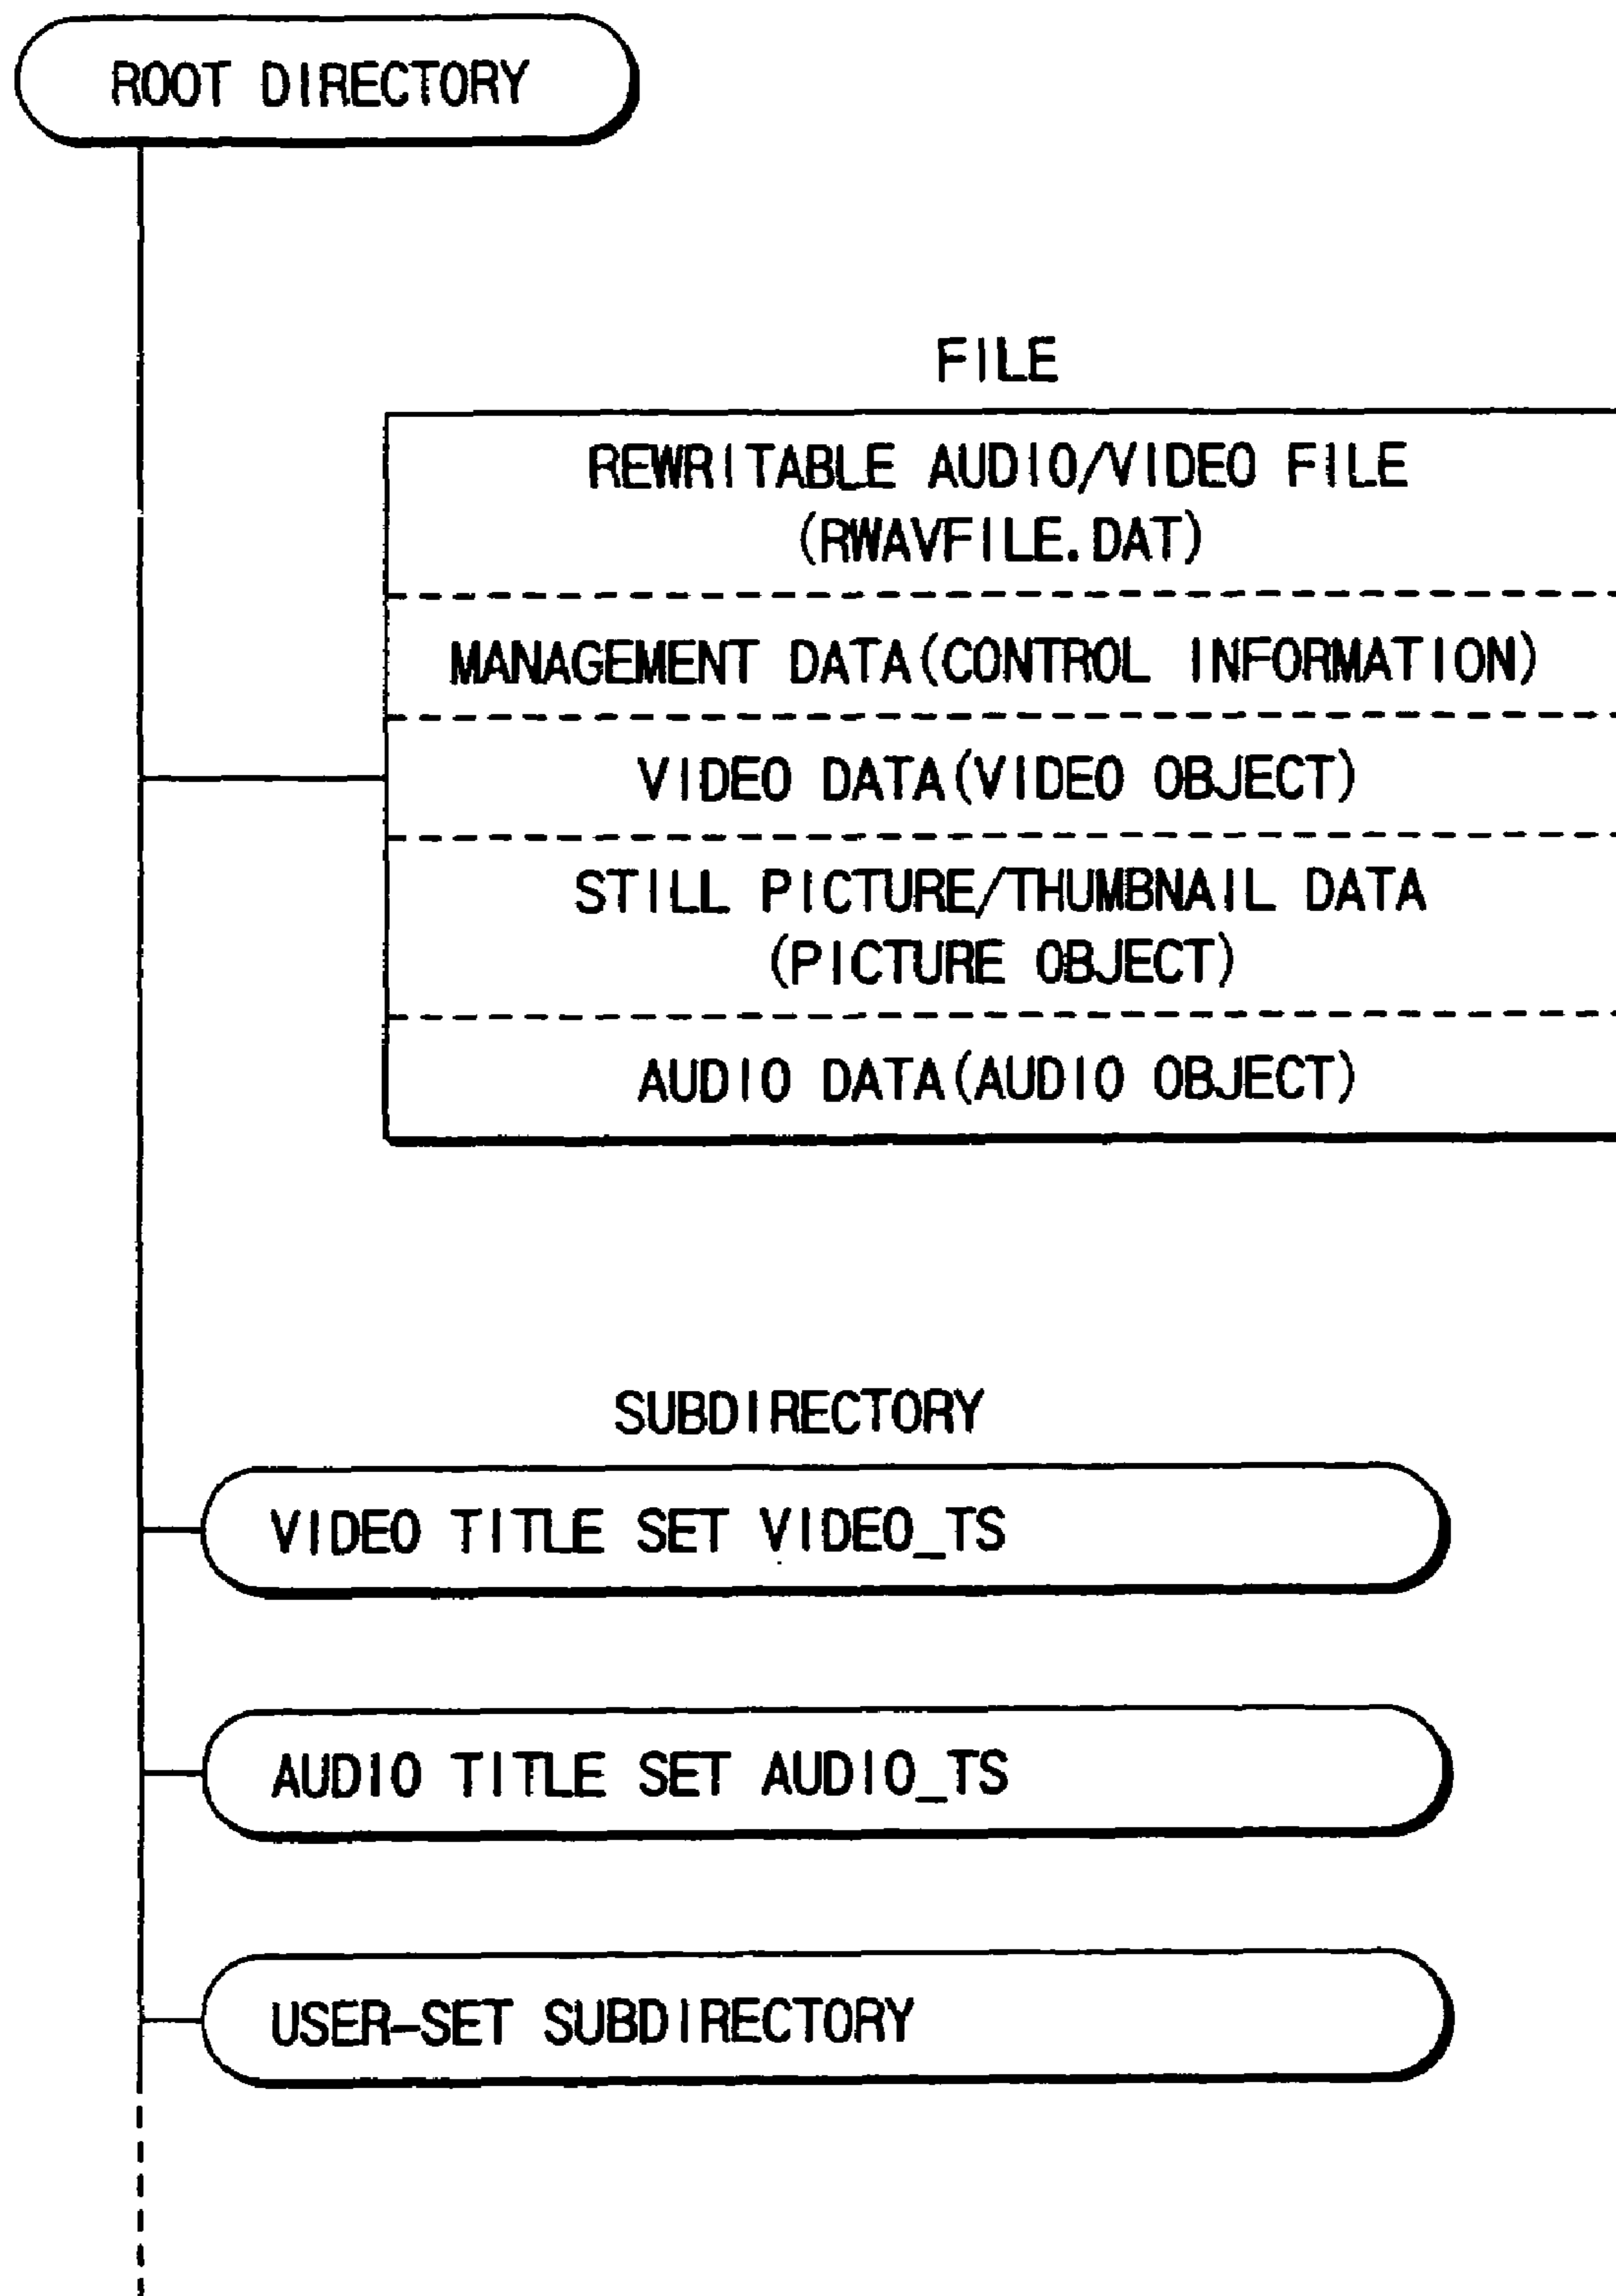 ROOT DIRECTORY
FILE
REWRITABLE AUDIO/VIDEO FILE
(RWAVFILE.DAT)
MANAGEMENT DATA(CONTROL INFORMATION)
VIDEO DATA(VIDEO OBJECT)
STILL PICTURE/THUMBNAIL DATA
(PICTURE OBJECT)
AUDIO DATA(AUDIO OBJECT)
SUBDIRECTORY
VIDEO TITLE SET VIDEO_TS
AUDIO TITLE SET AUDIO_TS
USER-SET SUBDIRECTORY